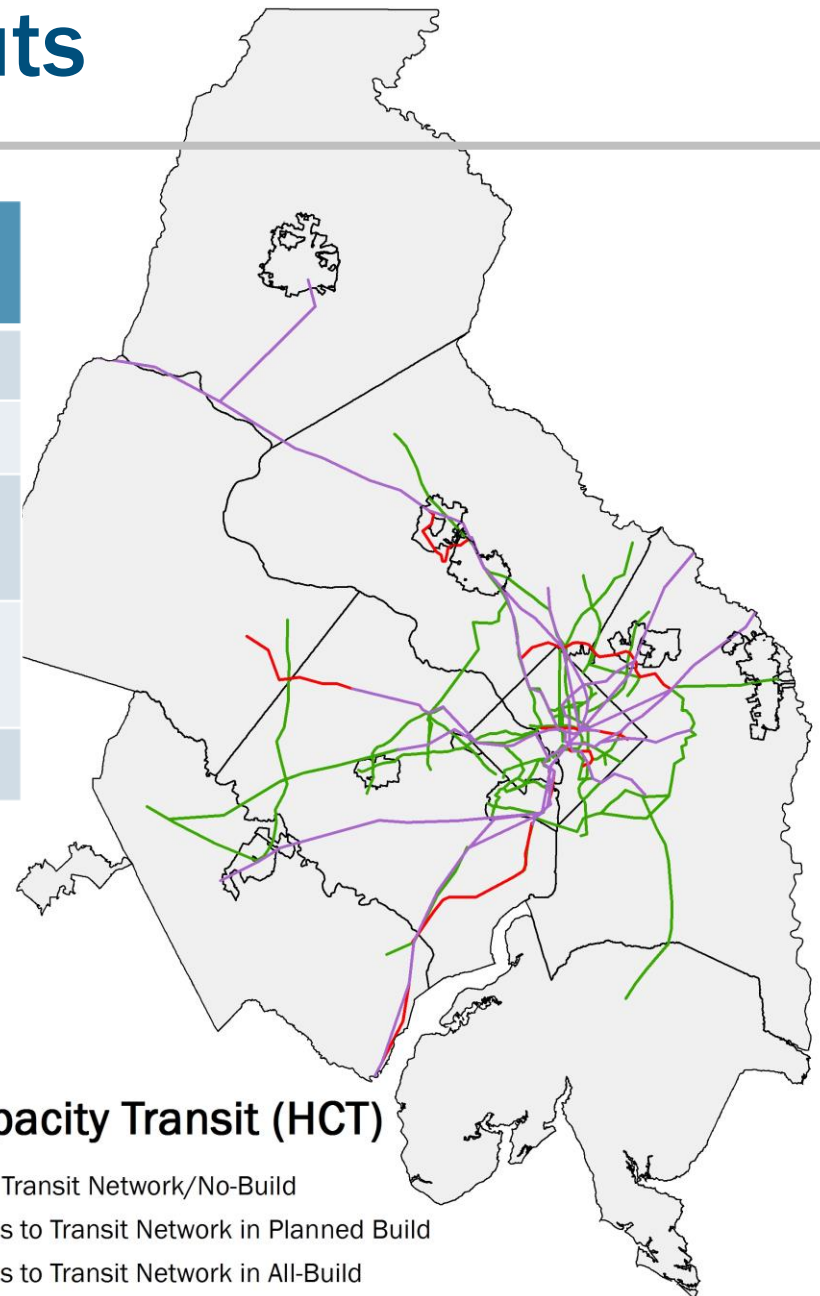 uts
pacity Transit (HCT)
Transit Network/No-Build
s to Transit Network in Planned Build
s to Transit Network in All-Build